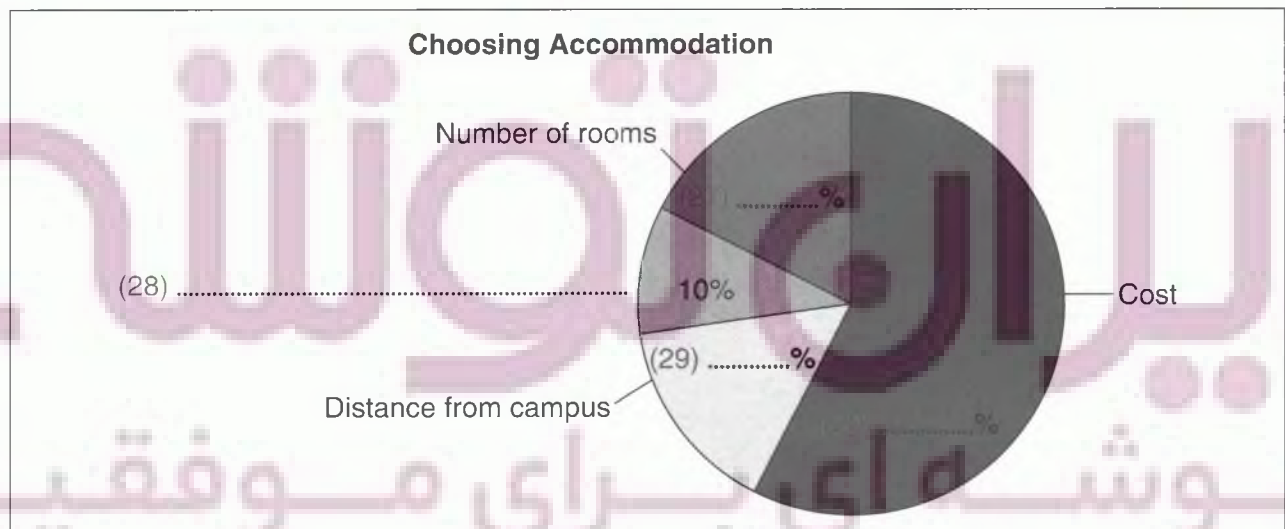 Choosing Accommodation
Number of rooms
.......... %
(28) ..........
10%
Cost
(29) .......... %
Distance from campus
.......... %